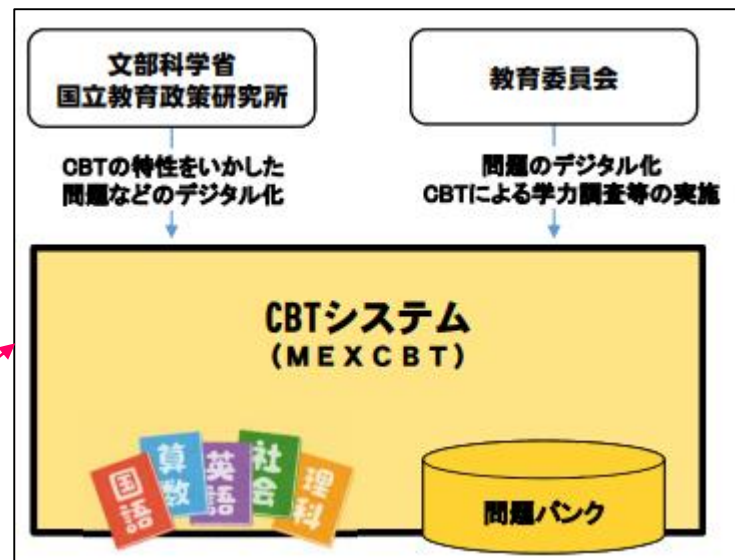 文部科学省
国立教育政策研究所
教育委員会
CBTの特性をいかした
問題などのデジタル化
問題のデジタル化
CBTによる学力調査等の実施
CBTシステム
(MEXCBT)
国語
算数
英語
社会
理科
問題バンク